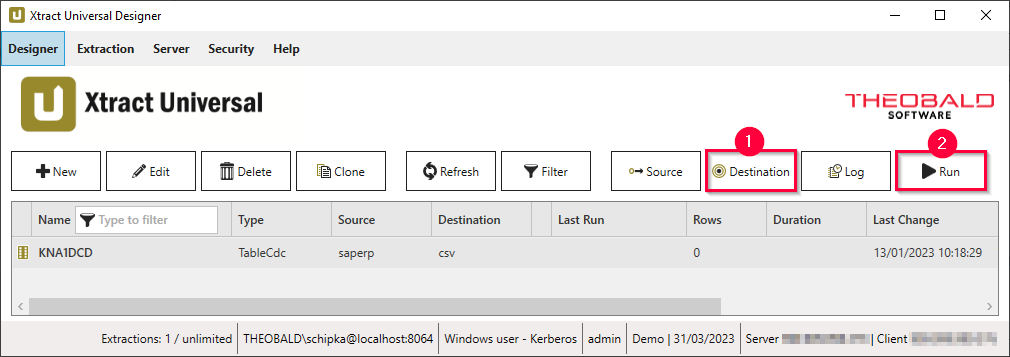 Xtract Universal Designer
Designer Extraction Server Security Help
Xtract Universal
THEOBALD
SOFTWARE
1 2
New Edit Delete Clone Refresh Filter Source Destination Log Run
Name Type to filter Type Source Destination Last Run Rows Duration Last Change
KNA1DCD TableCdc saperp csv 0 13/01/2023 10:18:29
Extractions: 1 / unlimited THEOBALD\schipka@localhost:8064 Windows user - Kerberos admin Demo | 31/03/2023 Server | Client